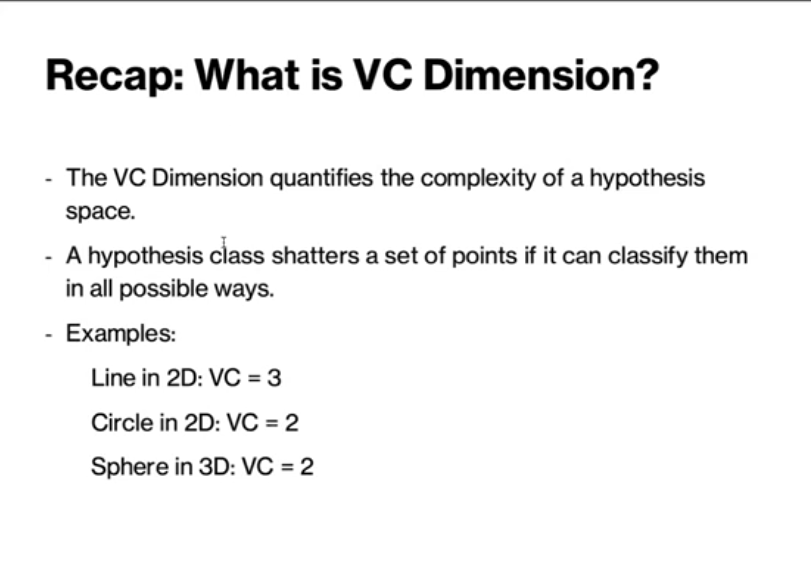 Recap: What is VC Dimension?
- The VC Dimension quantifies the complexity of a hypothesis
space.
- A hypothesis class shatters a set of points if it can classify them
in all possible ways.
- Examples:
Line in 2D: VC = 3
Circle in 2D: VC = 2
Sphere in 3D: VC = 2